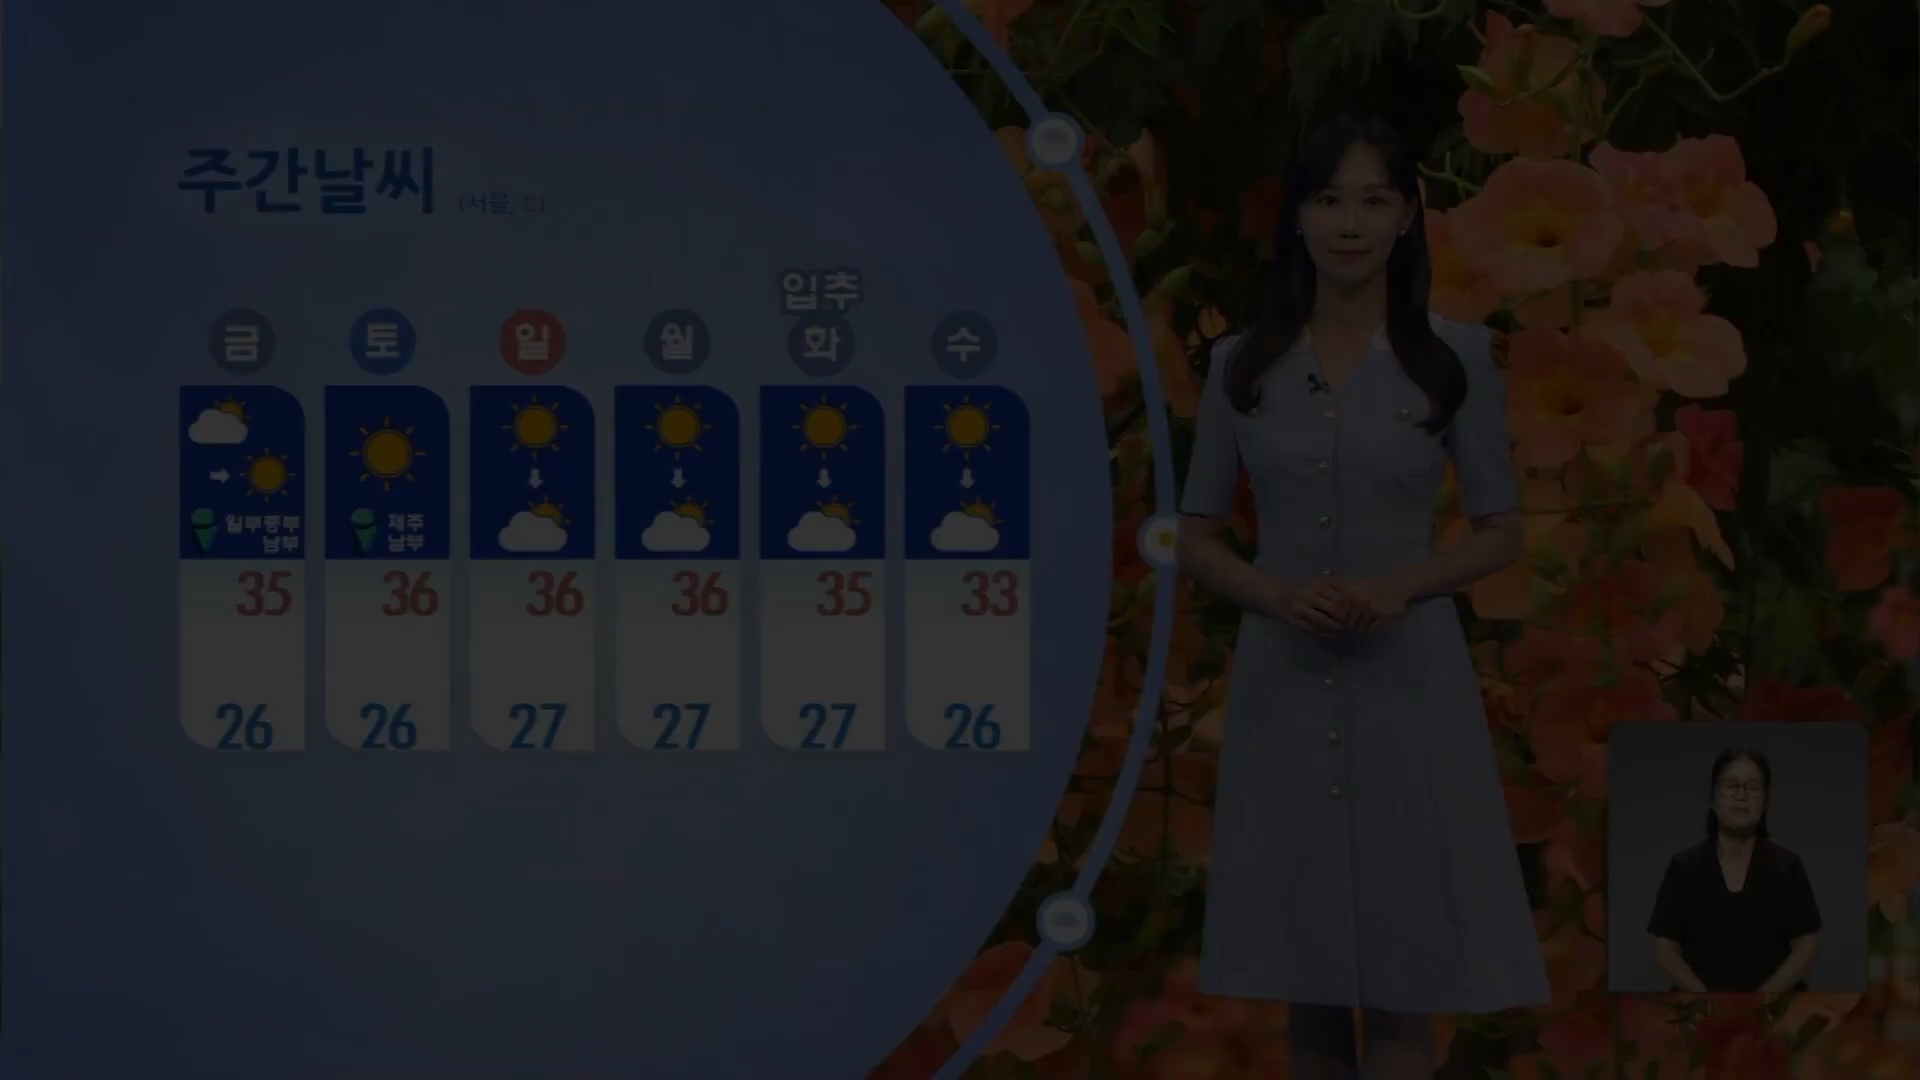 주간날씨 (서울, ℃)
입추
금 토 일 월 화 수
일부중부 제주
남부 남부
35 36 36 36 35 33
26 26 27 27 27 26